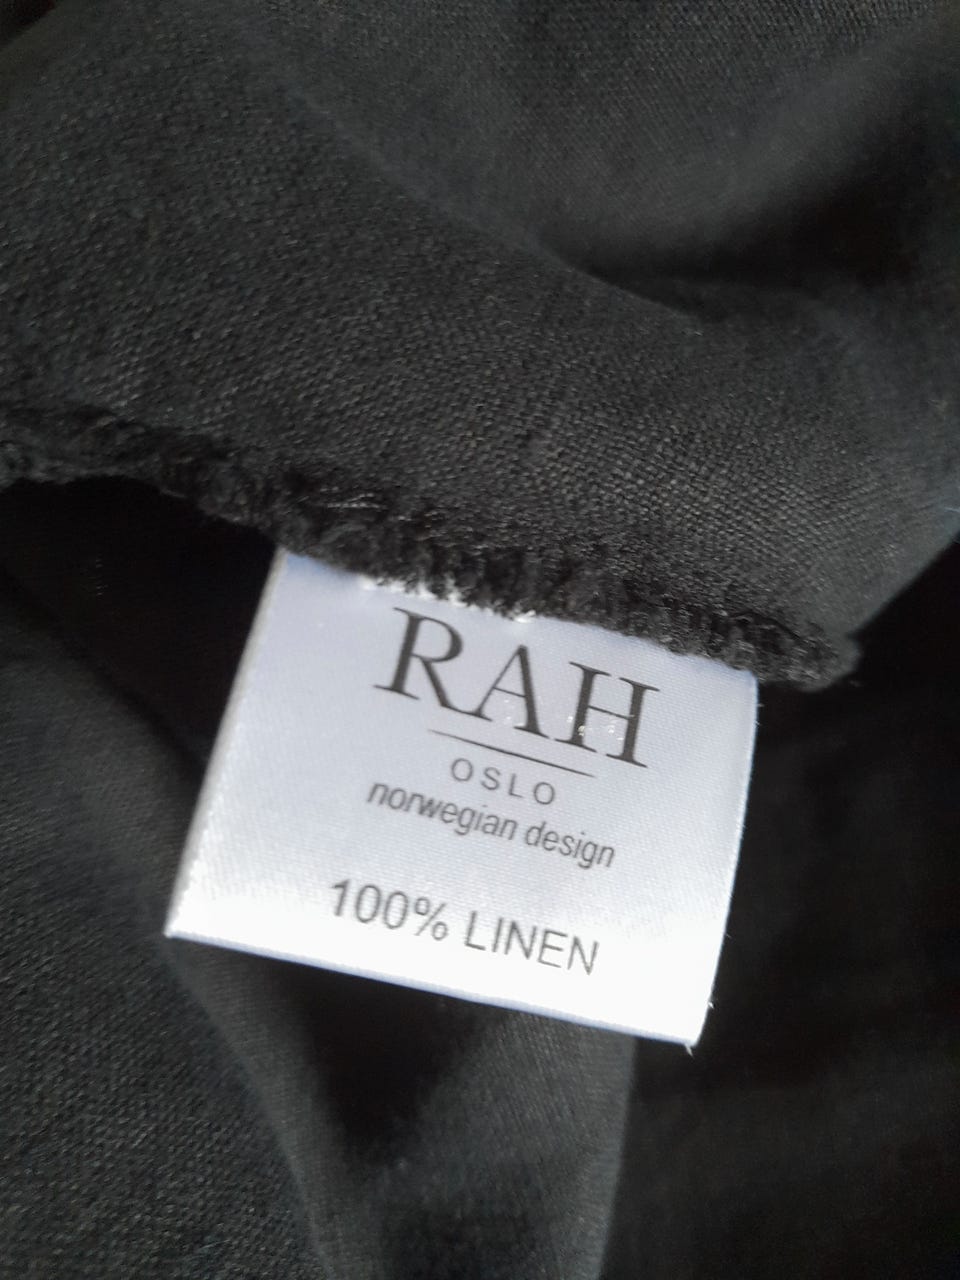 RAH
OSLO
norwegian design
100% LINEN